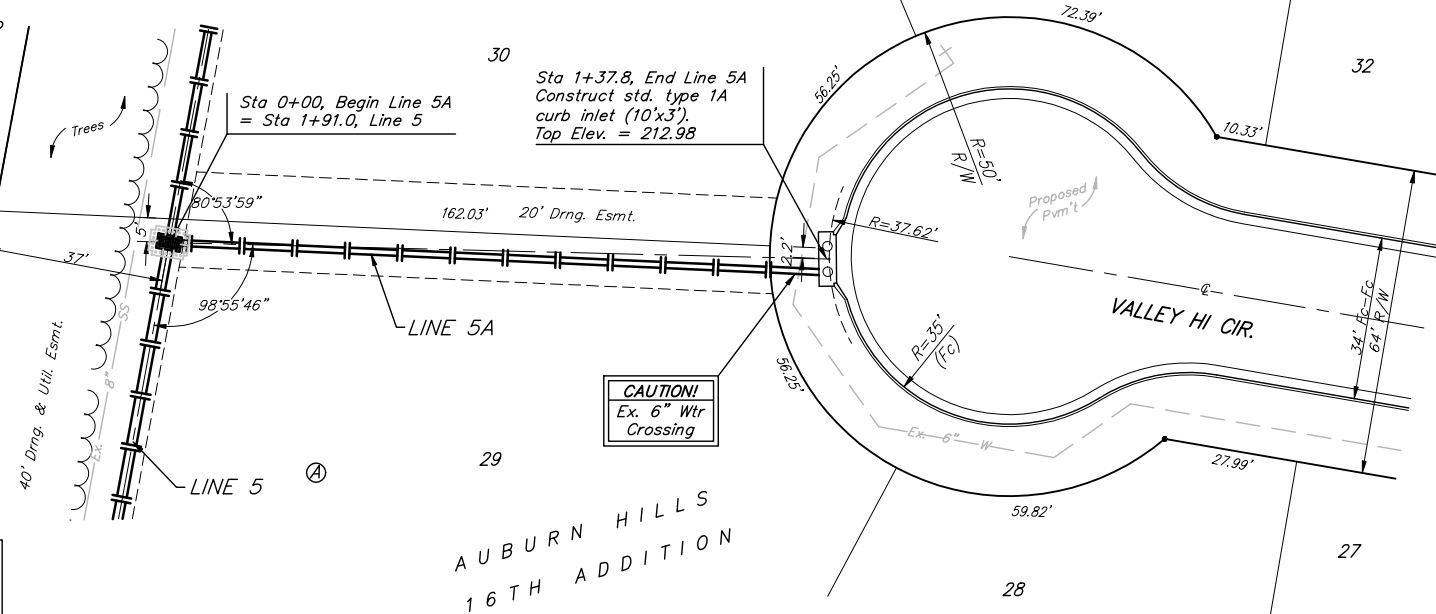 30
72.39'
32
56.25'
Sta 1+37.8, End Line 5A
Construct std. type 1A
curb inlet (10'x3').
Top Elev. = 212.98
Sta 0+00, Begin Line 5A
= Sta 1+91.0, Line 5
Trees
10.33'
R=50'
R/W
80°53'59"
162.03'
20' Drng. Esmt.
Proposed
Pvm't
R=37.62'
5'
2.2'
37'
98°55'46"
SS
8"
Ex.
LINE 5A
VALLEY HI CIR.
℄
34' Fc-Fc
64' R/W
R=35'
(Fc)
56.25'
CAUTION!
Ex. 6" Wtr
Crossing
40' Drng. & Util. Esmt.
Ex. 6" W
29
A
LINE 5
27.99'
59.82'
AUBURN HILLS
16TH ADDITION
27
28